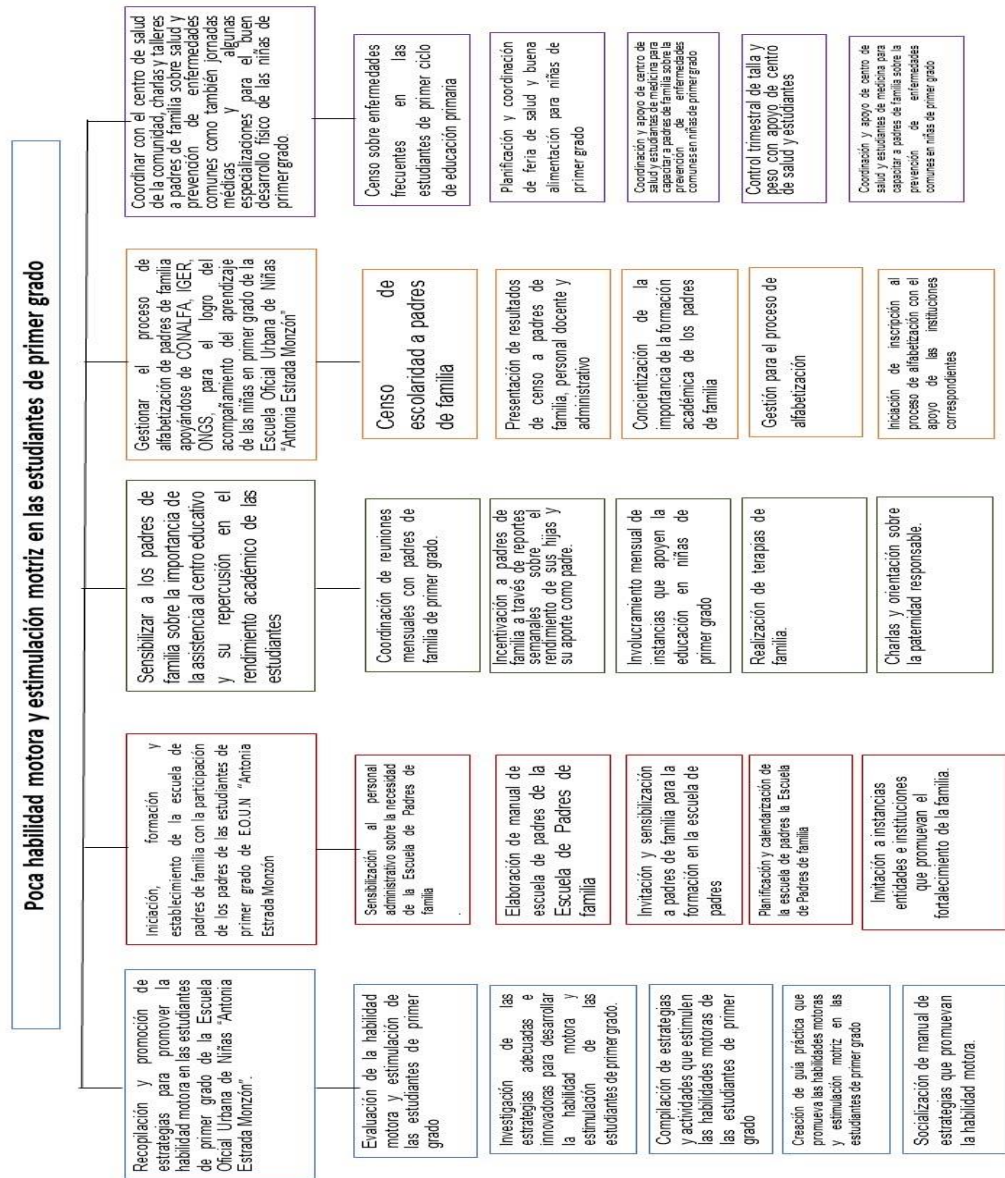 Poca habilidad motora y estimulación motriz en las estudiantes de primer grado
Recopilación y promoción de
estrategias para promover la
habilidad motora en las estudiantes
de primer grado de la Escuela
Oficial Urbana de Niñas "Antonia
Estrada Monzón".
Evaluación de la habilidad
motora y estimulación de
las estudiantes de primer
grado
Investigación de las
estrategias adecuadas e
innovadoras para desarrollar
la habilidad motora y
estimulación de las
estudiantes de primer grado.
Compilación de estrategias
y actividades que estimulen
las habilidades motoras de
las estudiantes de primer
grado
Creación de guía práctica que
promueva las habilidades motoras
y estimulación motriz en las
estudiantes de primer grado
Socialización de manual de
estrategias que promuevan
la habilidad motora.
Iniciación, formación y
establecimiento de la escuela de
padres de familia con la participación
de los padres de las estudiantes de
primer grado de E.O.U.N "Antonia
Estrada Monzón
Sensibilización al personal
administrativo sobre la necesidad
de la Escuela de Padres de
familia
.
Elaboración de manual de
escuela de padres de la
Escuela de Padres de
familia
Invitación y sensibilización
a padres de familia para la
formación en la escuela de
padres
Planificación y calendarización de
la escuela de padres la Escuela
de Padres de familia
Invitación a instancias
entidades e instituciones
que promuevan el
fortalecimiento de la familia.
Sensibilizar a los padres de
familia sobre la importancia de
la asistencia al centro educativo
y su repercusión en el
rendimiento académico de las
estudiantes
Coordinación de reuniones
mensuales con padres de
familia de primer grado.
Incentivación a padres de
familia a través de reportes
semanales sobre el
rendimiento de sus hijas y
su aporte como padre.
Involucramiento mensual de
instancias que apoyen la
educación en niñas de
primer grado
Realización de terapias de
familia.
Charlas y orientación sobre
la paternidad responsable.
Gestionar el proceso de
alfabetización de padres de familia
apoyándose de CONALFA, IGER,
ONGS, para el logro del
acompañamiento del aprendizaje
de las niñas en primer grado de la
Escuela Oficial Urbana de Niñas
"Antonia Estrada Monzón"
Censo de
escolaridad a padres
de familia
Presentación de resultados
de censo a padres de
familia, personal docente y
administrativo
Concientización de la
importancia de la formación
académica de los padres
de familia
Gestión para el proceso de
alfabetización
Iniciación de inscripción al
proceso de alfabetización con el
apoyo de las instituciones
correspondientes
Coordinar con el centro de salud
de la comunidad, charlas y talleres
a padres de familia sobre salud y
prevención de enfermedades
comunes como también jornadas
médicas y algunas
especializaciones para el buen
desarrollo físico de las niñas de
primer grado.
Censo sobre enfermedades
frecuentes en las
estudiantes de primer ciclo
de educación primaria
Planificación y coordinación
de feria de salud y buena
alimentación para niñas de
primer grado
Coordinación y apoyo de centro de
salud y estudiantes de medicina para
capacitar a padres de familia sobre la
prevención de enfermedades
comunes en niñas de primer grado
Control trimestral de talla y
peso con apoyo de centro
de salud y estudiantes
Coordinación y apoyo de centro de
salud y estudiantes de medicina para
capacitar a padres de familia sobre la
prevención de enfermedades
comunes en niñas de primer grado